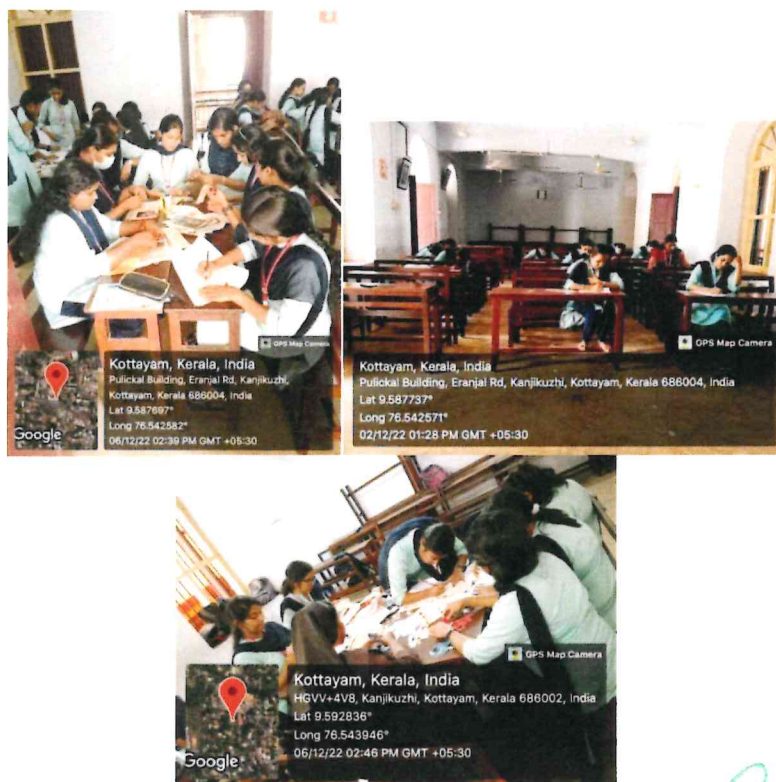 GPS Map Camera
Kottayam, Kerala, India
Pulickal Building, Eranjal Rd, Kanjikuzhi,
Kottayam, Kerala 686004, India
Lat 9.587697°
Long 76.542582°
06/12/22 02:39 PM GMT +05:30
Google
GPS Map Camera
Kottayam, Kerala, India
Pulickal Building, Eranjal Rd, Kanjikuzhi, Kottayam, Kerala 686004, India
Lat 9.587737°
Long 76.542571°
02/12/22 01:28 PM GMT +05:30
GPS Map Camera
Kottayam, Kerala, India
HGVV+4V8, Kanjikuzhi, Kottayam, Kerala 686002, India
Lat 9.592836°
Long 76.543946°
06/12/22 02:46 PM GMT +05:30
Google